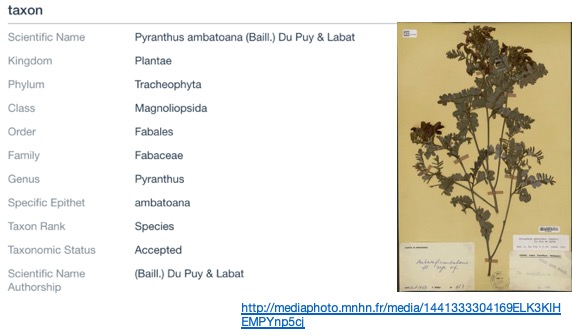 taxon
Scientific Name Pyranthus ambatoana (Baill.) Du Puy & Labat
Kingdom Plantae
Phylum Tracheophyta
Class Magnoliopsida
Order Fabales
Family Fabaceae
Genus Pyranthus
Specific Epithet ambatoana
Taxon Rank Species
Taxonomic Status Accepted
Scientific Name (Baill.) Du Puy & Labat
Authorship
http://mediaphoto.mnhn.fr/media/1441333304169ELK3KIH
EMPYnp5cj